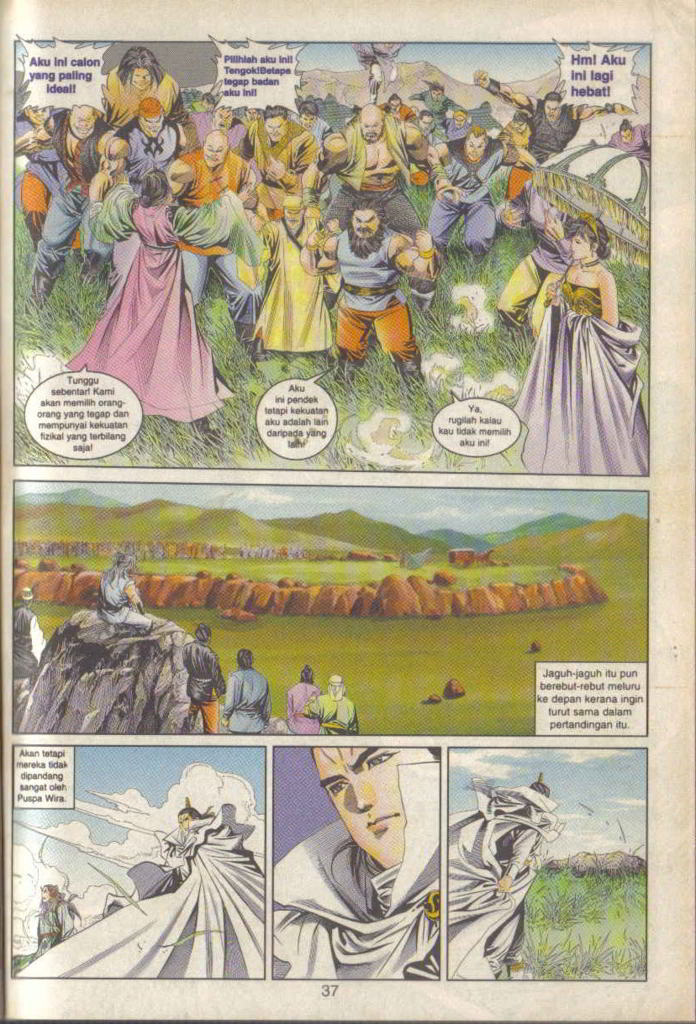 Aku ini calon
yang paling
ideal!
Pilihlah aku ini!
Tengok!Betapa
tegap badan
aku ini!
Hm! Aku
ini lagi
hebat!
Tunggu
sebentar! Kami
akan memilih orang-
orang yang tegap dan
mempunyai kekuatan
fizikal yang terbilang
saja!
Aku
ini pendek
tetapi kekuatan
aku adalah lain
daripada yang
lain!
Ya,
rugilah kalau
kau tidak memilih
aku ini!
Jaguh-jaguh itu pun
berebut-rebut meluru
ke depan kerana ingin
turut sama dalam
pertandingan itu.
Akan tetapi
mereka tidak
dipandang
sangat oleh
Puspa Wira.
37